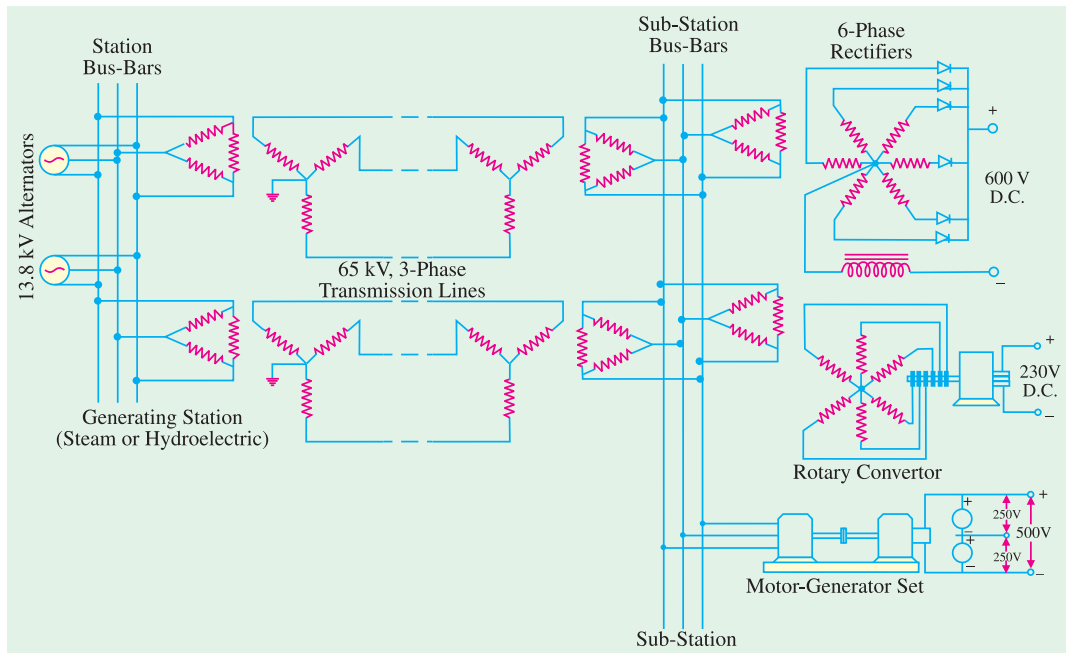 Station
Bus-Bars
Sub-Station
Bus-Bars
6-Phase
Rectifiers
+
600 V
D.C.
–
13.8 kV Alternators
65 kV, 3-Phase
Transmission Lines
+
230V
D.C.
–
Generating Station
(Steam or Hydroelectric)
Rotary Convertor
+
250V
–
500V
+
250V
–
+
–
Motor-Generator Set
Sub-Station